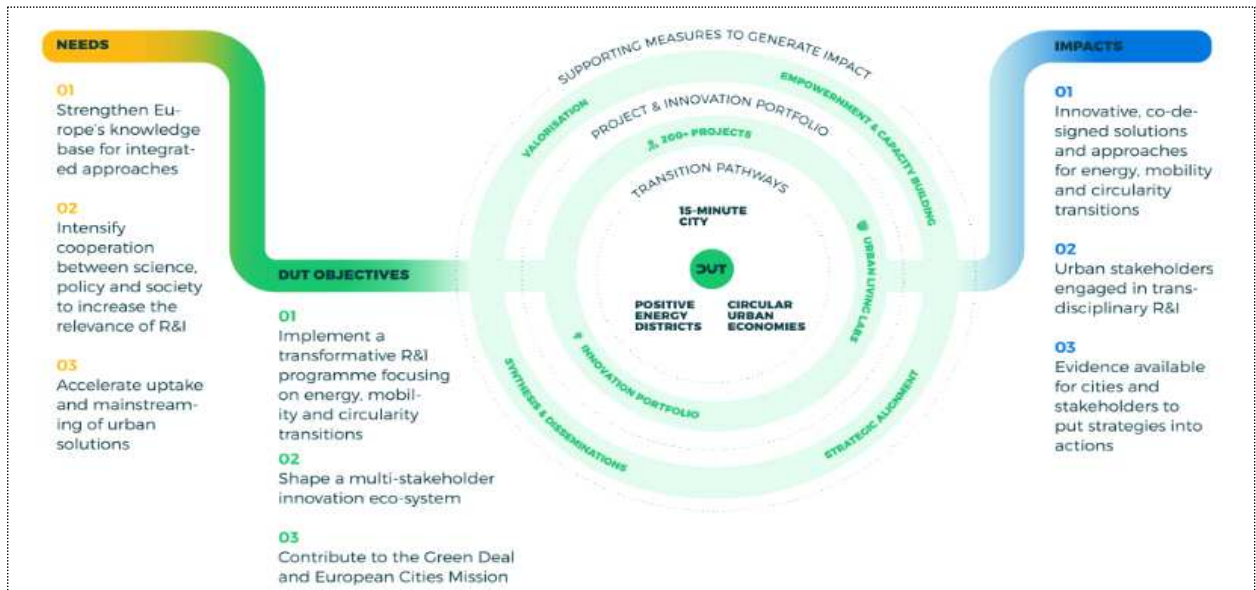 NEEDS
01
Strengthen Eu-
rope's knowledge
base for integrat-
ed approaches
02
Intensify
cooperation
between science,
policy and society
to increase the
relevance of R&I
03
Accelerate uptake
and mainstream-
ing of urban
solutions
DUT OBJECTIVES
01
Implement a
transformative R&I
programme focusing
on energy, mobil-
ity and circularity
transitions
02
Shape a multi-stakeholder
innovation eco-system
03
Contribute to the Green Deal
and European Cities Mission
SUPPORTING MEASURES TO GENERATE IMPACT
VALORISATION
EMPOWERNMENT & CAPACITY BUILDING
STRATEGIC ALIGNMENT
SYNTHESIS & DISSEMINATIONS
PROJECT & INNOVATION PORTFOLIO
200+ PROJECTS
URBAN LIVING LABS
INNOVATION PORTFOLIO
TRANSITION PATHWAYS
15-MINUTE
CITY
DUT
POSITIVE
ENERGY
DISTRICTS
CIRCULAR
URBAN
ECONOMIES
IMPACTS
01
Innovative, co-de-
signed solutions
and approaches
for energy, mobility
and circularity
transitions
02
Urban stakeholders
engaged in trans-
disciplinary R&I
03
Evidence available
for cities and
stakeholders to
put strategies into
actions